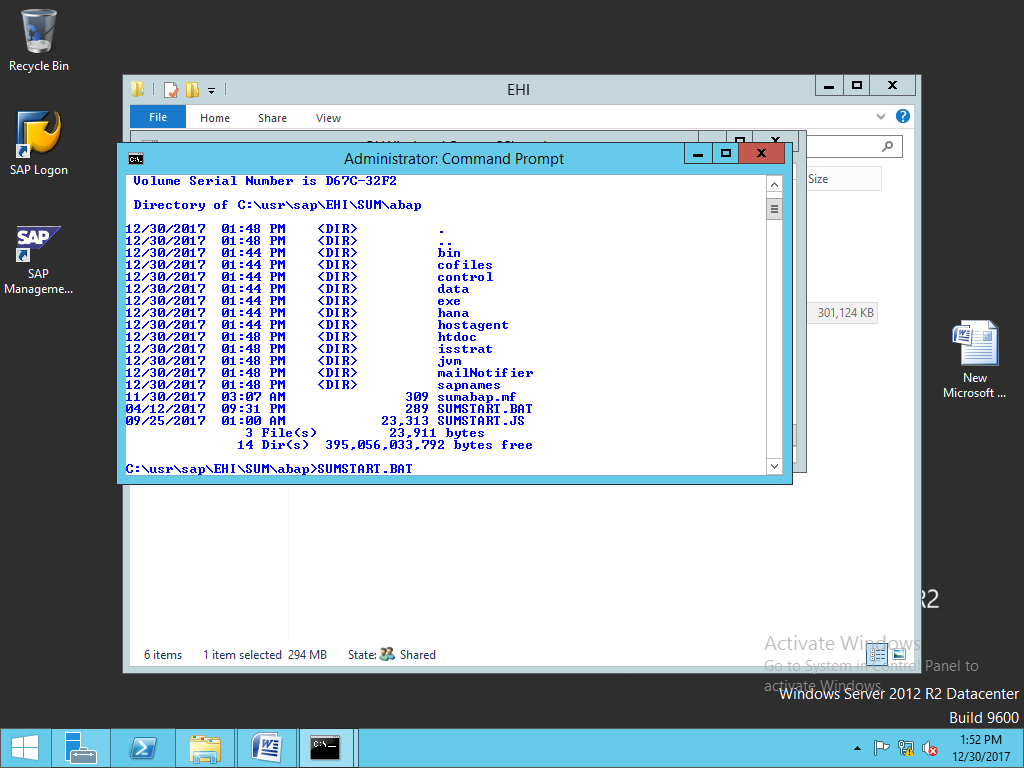 Recycle Bin
SAP Logon
SAP
SAP
Manageme...
EHI
File
Home
Share
View
Size
301,124 KB
Administrator: Command Prompt
Volume Serial Number is D67C-32F2
Directory of C:\usr\sap\EHI\SUM\abap
12/30/2017 01:48 PM <DIR> .
12/30/2017 01:48 PM <DIR> ..
12/30/2017 01:44 PM <DIR> bin
12/30/2017 01:44 PM <DIR> cofiles
12/30/2017 01:44 PM <DIR> control
12/30/2017 01:44 PM <DIR> data
12/30/2017 01:44 PM <DIR> exe
12/30/2017 01:44 PM <DIR> hana
12/30/2017 01:44 PM <DIR> hostagent
12/30/2017 01:48 PM <DIR> htdoc
12/30/2017 01:48 PM <DIR> isstrat
12/30/2017 01:48 PM <DIR> jvm
12/30/2017 01:48 PM <DIR> mailNotifier
12/30/2017 01:48 PM <DIR> sapnames
11/30/2017 03:07 AM 309 sumabap.mf
04/12/2017 09:31 PM 289 SUMSTART.BAT
09/25/2017 01:00 AM 23,313 SUMSTART.JS
3 File(s) 23,911 bytes
14 Dir(s) 395,056,033,792 bytes free
C:\usr\sap\EHI\SUM\abap>SUMSTART.BAT
New
Microsoft ...
6 items
1 item selected 294 MB
State: Shared
R2
Activate Windows
Go to System in Control Panel to
activate Windows.
Windows Server 2012 R2 Datacenter
Build 9600
1:52 PM
12/30/2017